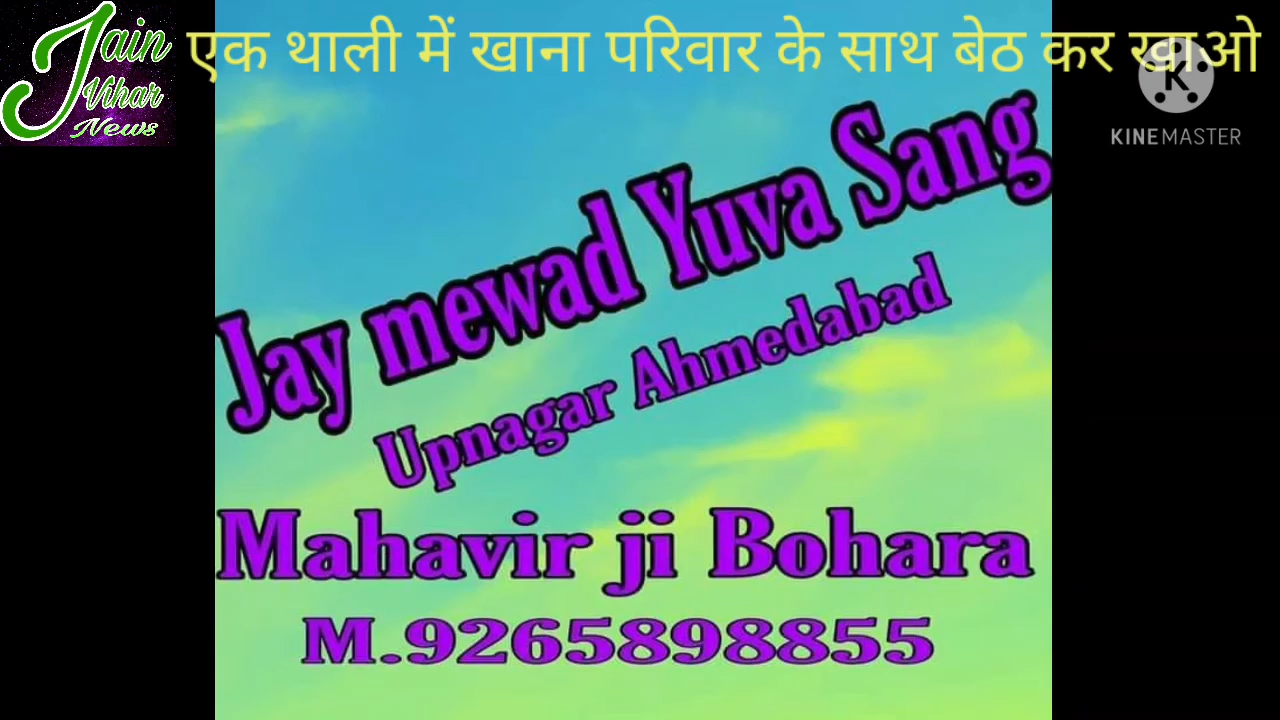 Jain
Vihar
News
एक थाली में खाना परिवार के साथ बेठ कर खाओ
K
KINEMASTER
Jay mewad Yuva Sang
Upnagar Ahmedabad
Mahavir ji Bohara
M.9265898855